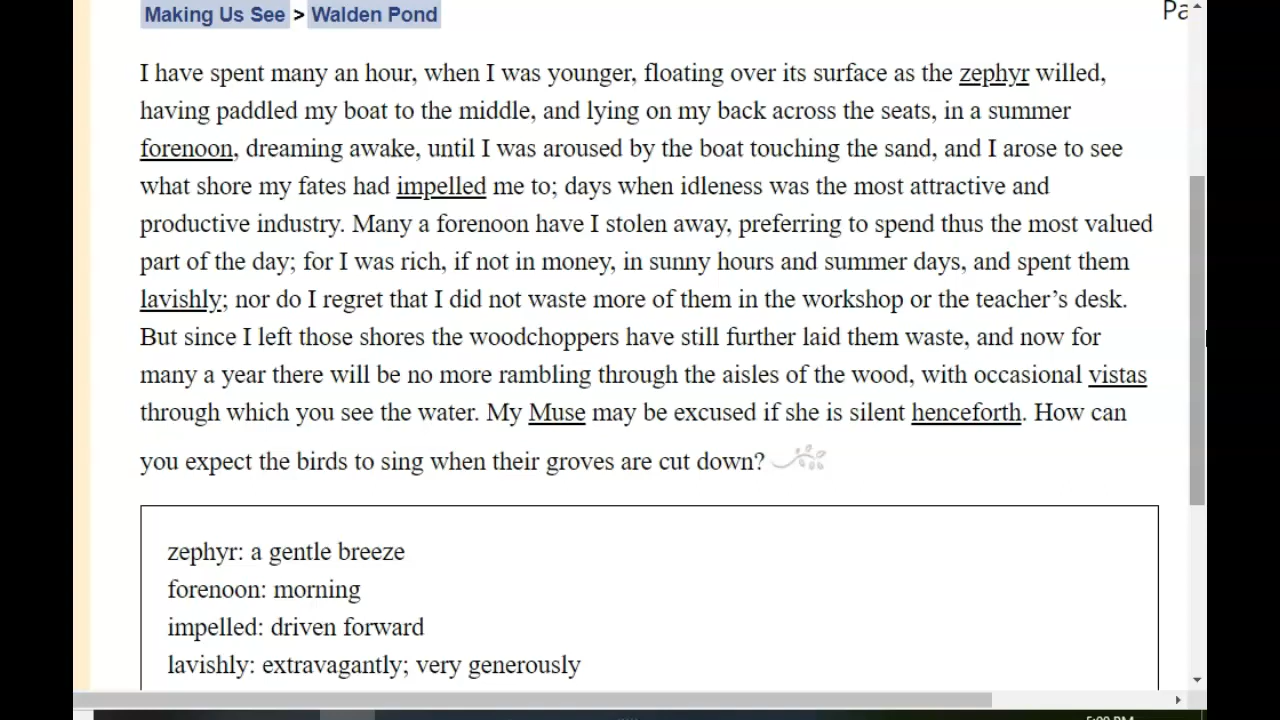 Making Us See > Walden Pond
Pa
I have spent many an hour, when I was younger, floating over its surface as the zephyr willed,
having paddled my boat to the middle, and lying on my back across the seats, in a summer
forenoon, dreaming awake, until I was aroused by the boat touching the sand, and I arose to see
what shore my fates had impelled me to; days when idleness was the most attractive and
productive industry. Many a forenoon have I stolen away, preferring to spend thus the most valued
part of the day; for I was rich, if not in money, in sunny hours and summer days, and spent them
lavishly; nor do I regret that I did not waste more of them in the workshop or the teacher’s desk.
But since I left those shores the woodchoppers have still further laid them waste, and now for
many a year there will be no more rambling through the aisles of the wood, with occasional vistas
through which you see the water. My Muse may be excused if she is silent henceforth. How can
you expect the birds to sing when their groves are cut down?
zephyr: a gentle breeze
forenoon: morning
impelled: driven forward
lavishly: extravagantly; very generously